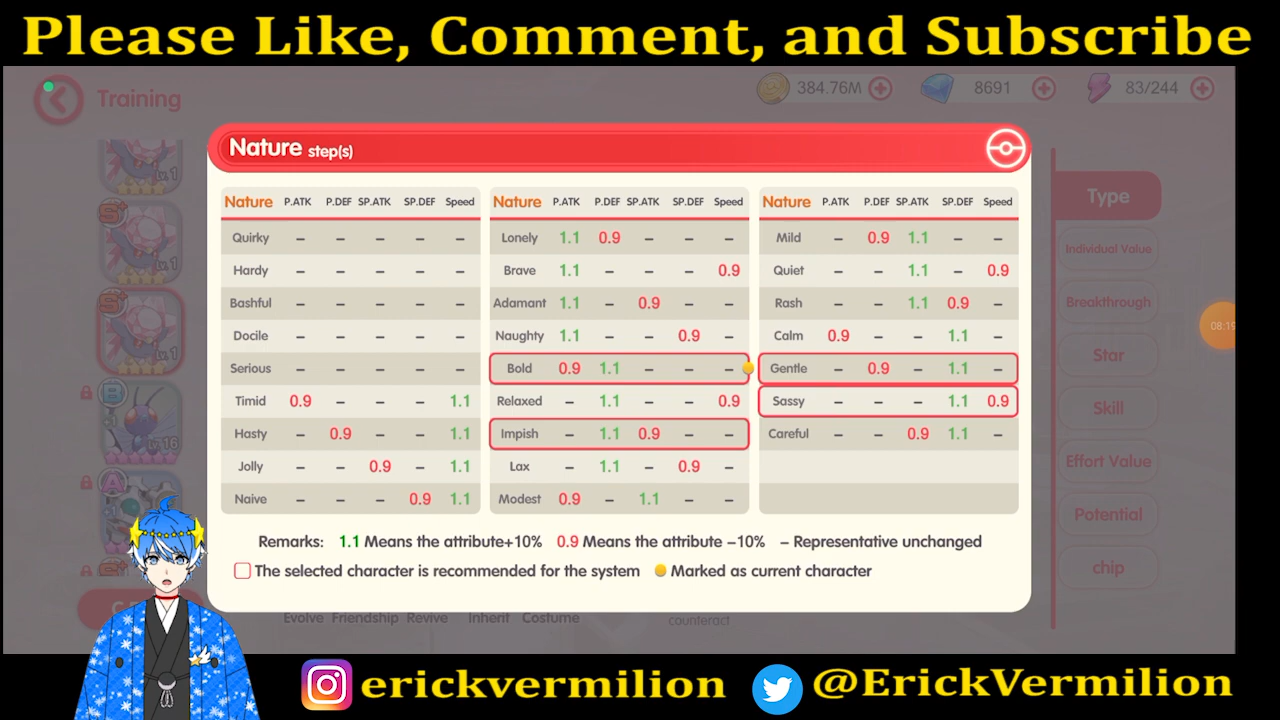 Please Like, Comment, and Subscribe
Training
384.76M
8691
83/244
Nature step(s)
Nature P.ATK P.DEF SP.ATK SP.DEF Speed
Quirky – – – – –
Hardy – – – – –
Bashful – – – – –
Docile – – – – –
Serious – – – – –
Timid 0.9 – – – 1.1
Hasty – 0.9 – – 1.1
Jolly – – 0.9 – 1.1
Naive – – – 0.9 1.1
Nature P.ATK P.DEF SP.ATK SP.DEF Speed
Lonely 1.1 0.9 – – –
Brave 1.1 – – – 0.9
Adamant 1.1 – 0.9 – –
Naughty 1.1 – – 0.9 –
Bold 0.9 1.1 – – –
Relaxed – 1.1 – – 0.9
Impish – 1.1 0.9 – –
Lax – 1.1 – 0.9 –
Modest 0.9 – 1.1 – –
Nature P.ATK P.DEF SP.ATK SP.DEF Speed
Mild – 0.9 1.1 – –
Quiet – – 1.1 – 0.9
Rash – – 1.1 0.9 –
Calm 0.9 – – 1.1 –
Gentle – 0.9 – 1.1 –
Sassy – – – 1.1 0.9
Careful – – 0.9 1.1 –
Remarks: 1.1 Means the attribute+10% 0.9 Means the attribute –10% – Representative unchanged
The selected character is recommended for the system Marked as current character
Lv.1
S+
Lv.1
S+
Lv.1
B
+1
Lv.16
A
S+
Type
Individual Value
Breakthrough
Star
Skill
Effort Value
Potential
chip
08:19
Evolve Friendship Revive Inherit Costume
counteract
erickvermilion
@ErickVermilion